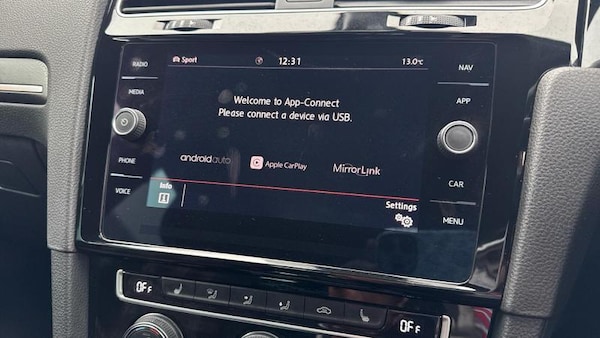 RADIO
Sport
12:31
13.0°C
NAV
MEDIA
APP
Welcome to App-Connect
Please connect a device via USB.
PHONE
androidauto
Apple CarPlay
MirrorLink
VOICE
Info
CAR
Settings
MENU
OFF
OFF